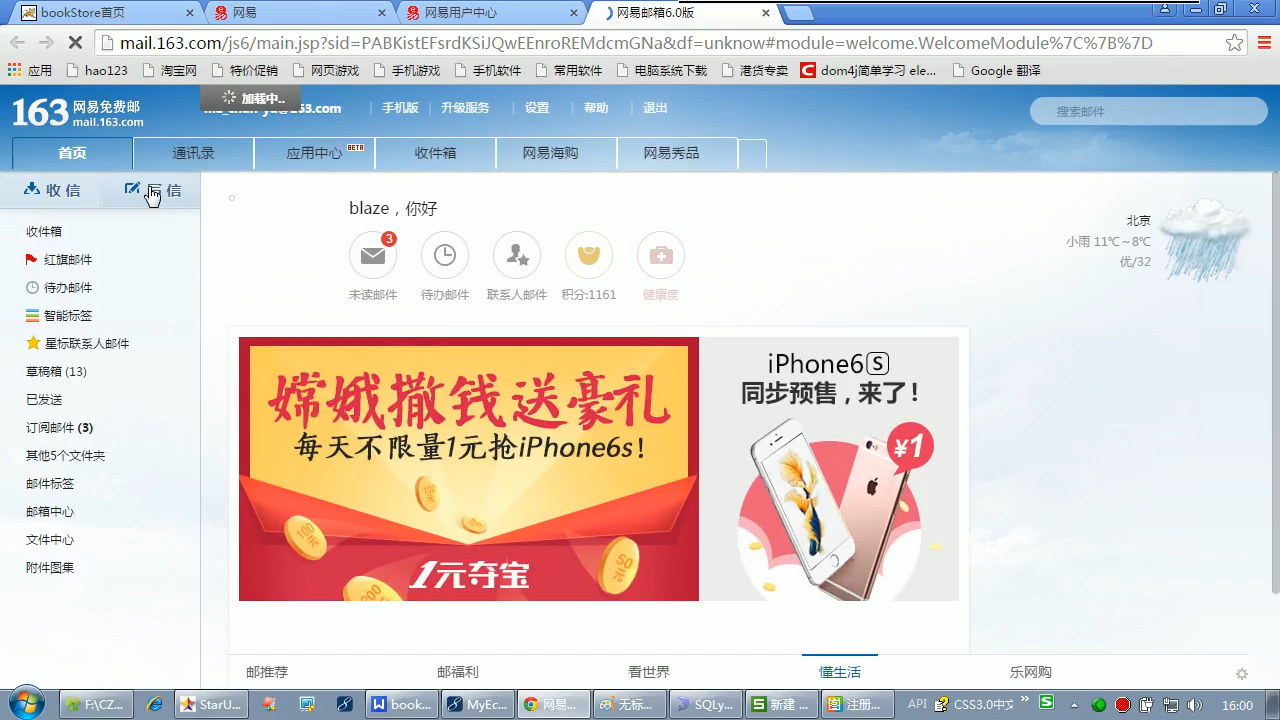 bookStore首页
网易
网易用户中心
网易邮箱6.0版
mail.163.com/js6/main.jsp?sid=PABKistEFsrdKSiJQwEEnraEEMdcmGNa&df=unknow#module=welcome.WelcomeModule%7C%7B%7D
应用
hao123
淘宝网
特价促销
网页游戏
手机游戏
手机软件
常用软件
电脑系统下载
港货专卖
dom4j简单学习 ele...
Google 翻译
163 网易免费邮
mail.163.com
加载中..
163.com
手机版
升级服务
设置
帮助
退出
搜索邮件
首页
通讯录
应用中心 BETA
收件箱
网易海购
网易秀品
收信
信
blaze，你好
北京
小雨 11℃~8℃
优/32
3
未读邮件
待办邮件
联系人邮件
积分:1161
健康度
收件箱
红旗邮件
待办邮件
智能标签
星标联系人邮件
草稿箱 (13)
已发送
订阅邮件 (3)
其他5个文件夹
邮件标签
邮箱中心
文件中心
附件图集
嫦娥撒钱送豪礼
每天不限量1元抢iPhone6s!
100
100元
50元
200
1元夺宝
iPhone6S
同步预售，来了！
¥1
邮推荐
邮福利
看世界
懂生活
乐网购
F:\CZ...
StarU...
book...
MyEc...
网易...
无标...
SQLy...
新建 ...
注册...
API
CSS3.0中文
16:00